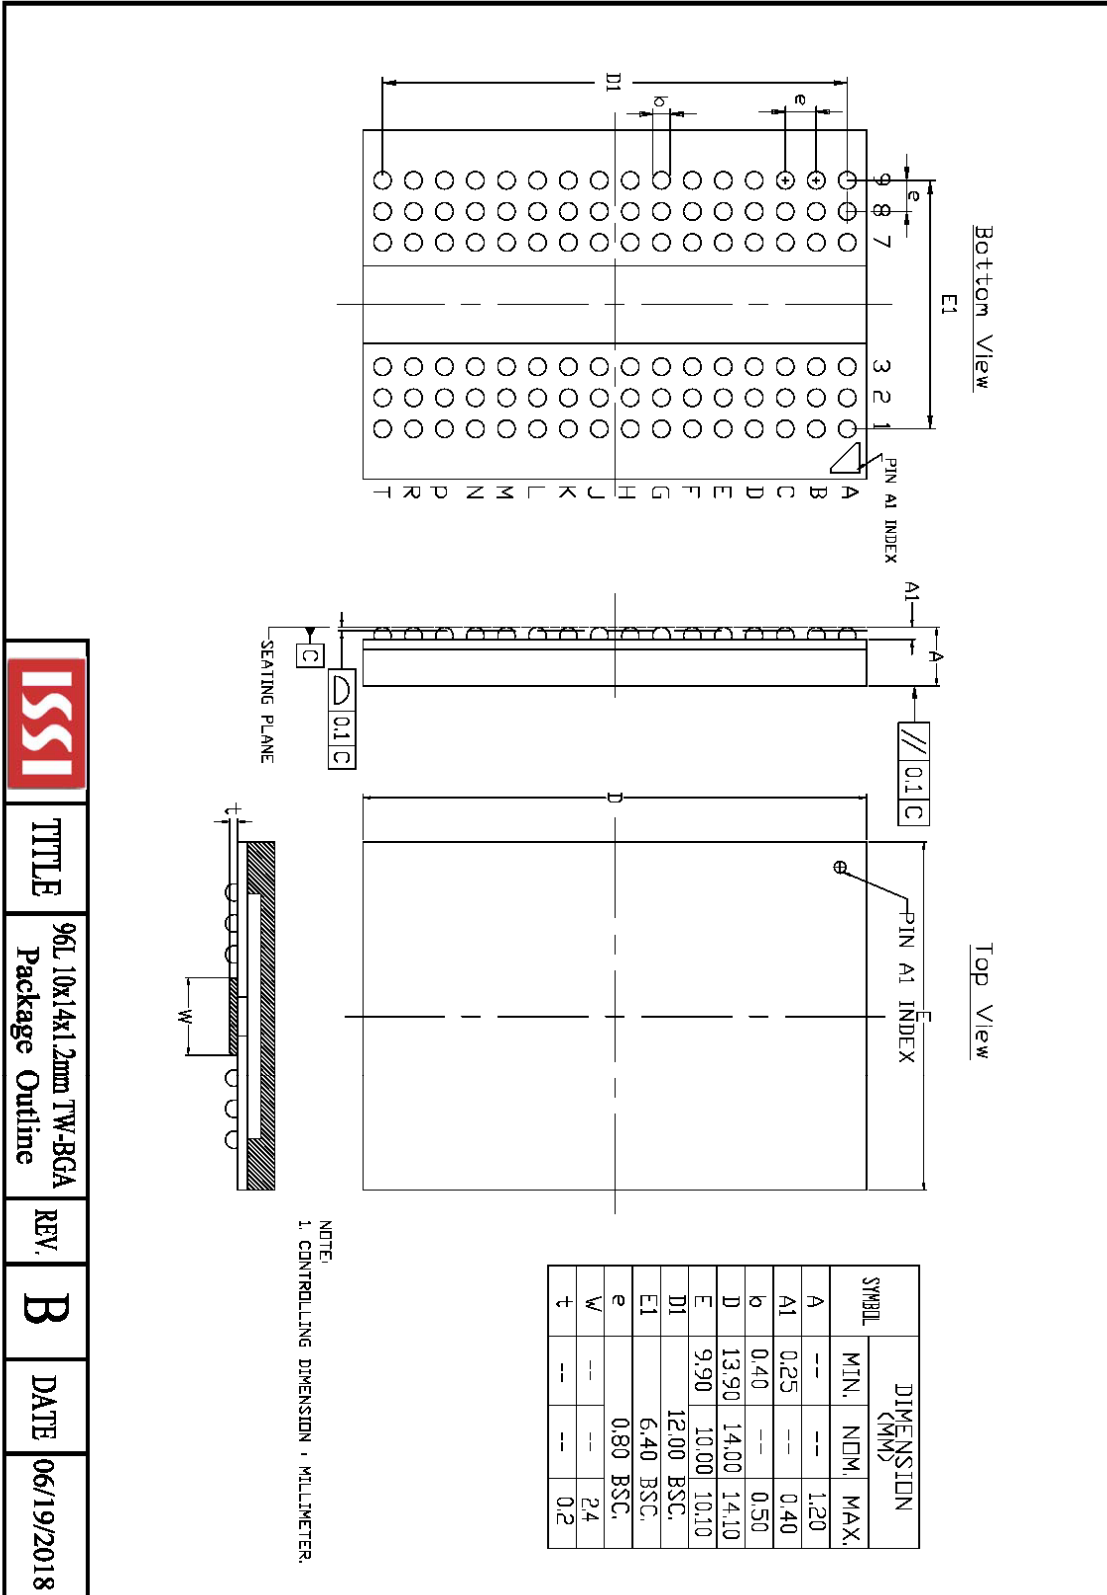 Bottom View
D1
e
b
e
E1
9
8
7
3
2
1
PIN A1 INDEX
T R P N M L K J H G F E D C B A
A1
A
SEATING PLANE
C
0.1 C
// 0.1 C
Top View
D
E
PIN A1 INDEX
t
W
SYMBOL DIMENSION (MM)
MIN. NOM. MAX.
A -- -- 1.20
A1 0.25 -- 0.40
b 0.40 -- 0.50
D 13.90 14.00 14.10
E 9.90 10.00 10.10
D1 12.00 BSC.
E1 6.40 BSC.
e 0.80 BSC.
W -- -- 2.4
t -- -- 0.2
NOTE:
1. CONTROLLING DIMENSION : MILLIMETER.
ISSI
TITLE
96L 10x14x1.2mm TW-BGA
Package Outline
REV.
B
DATE
06/19/2018